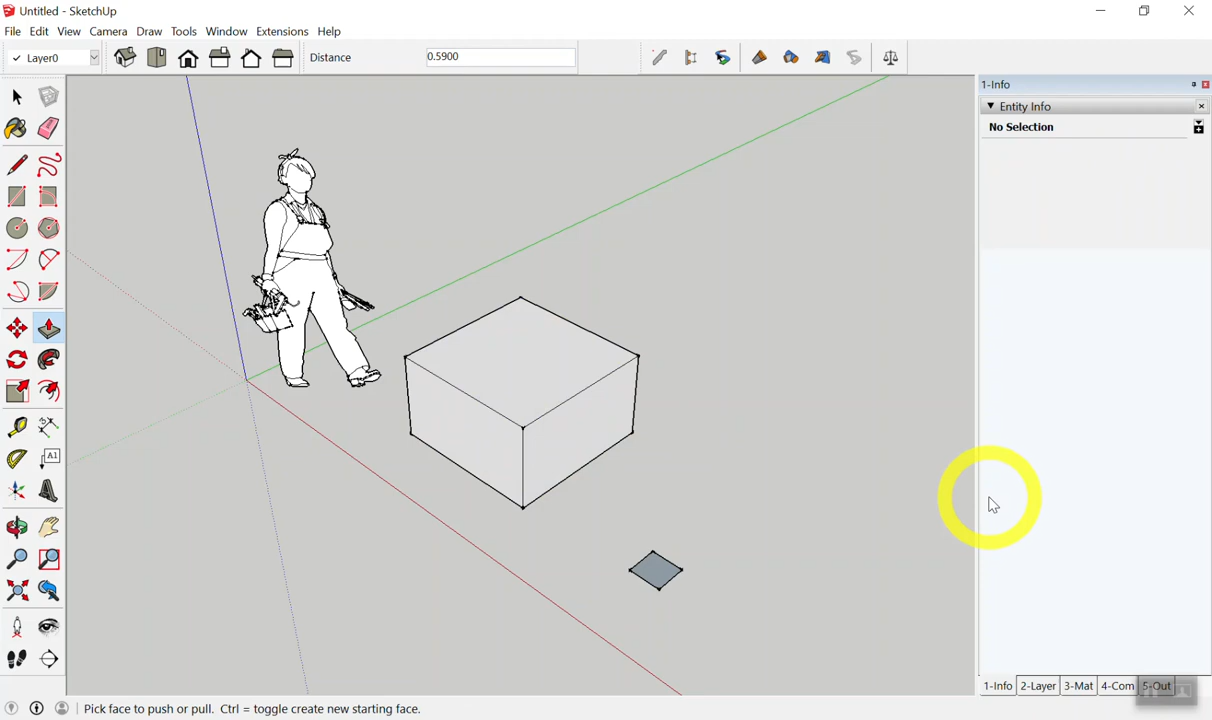 Untitled - SketchUp
File Edit View Camera Draw Tools Window Extensions Help
Layer0
Distance 0.5900
1-Info
Entity Info
No Selection
A1
1-Info 2-Layer 3-Mat 4-Com 5-Out
Pick face to push or pull. Ctrl = toggle create new starting face.